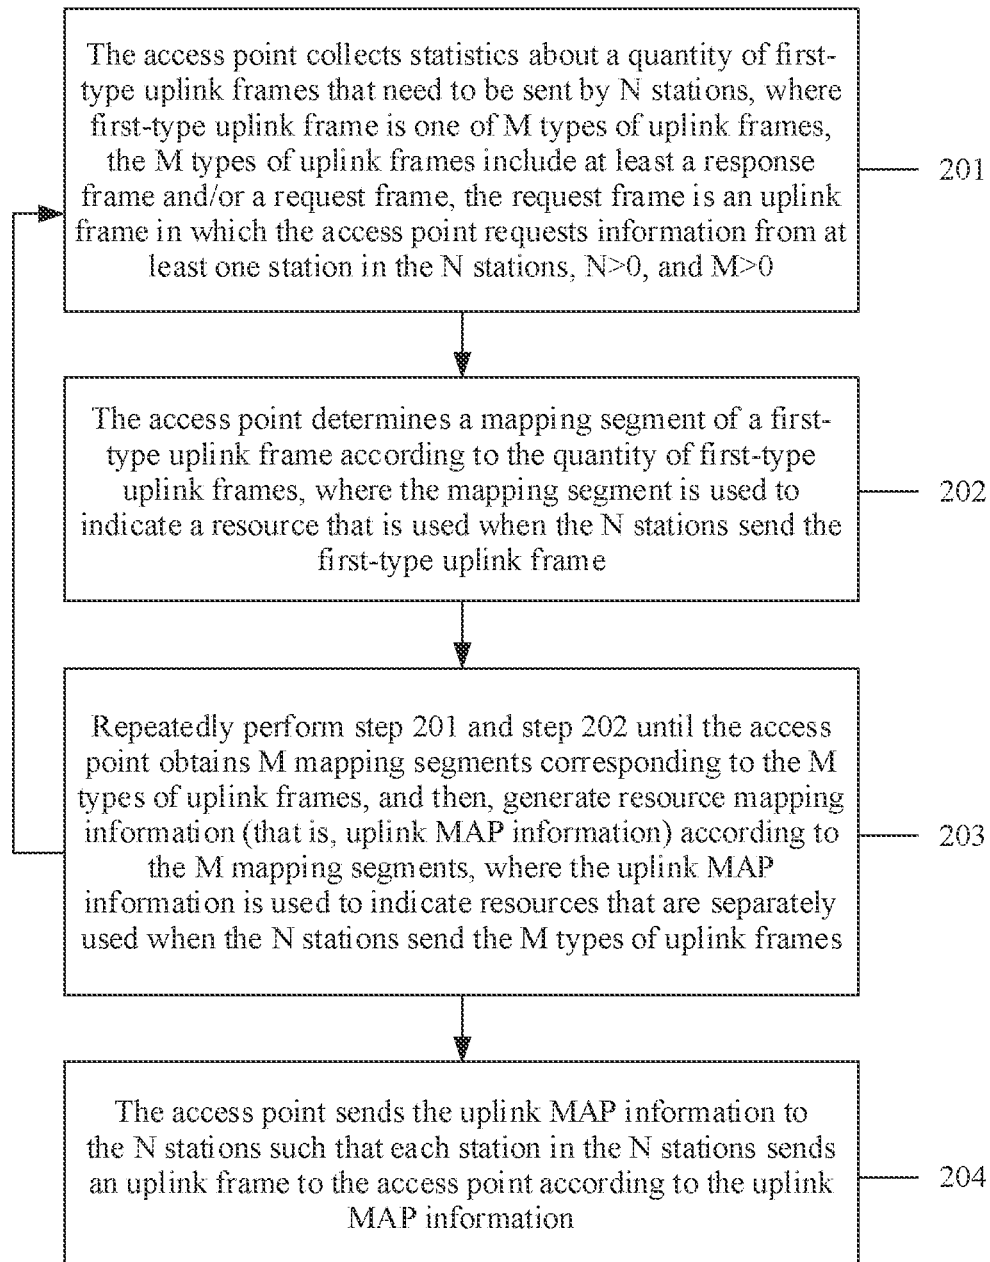 The access point collects statistics about a quantity of first-
type uplink frames that need to be sent by N stations, where
first-type uplink frame is one of M types of uplink frames,
the M types of uplink frames include at least a response
frame and/or a request frame, the request frame is an uplink
frame in which the access point requests information from at
least one station in the N stations, N>0, and M>0
201
The access point determines a mapping segment of a first-
type uplink frame according to the quantity of first-type
uplink frames, where the mapping segment is used to
indicate a resource that is used when the N stations send the
first-type uplink frame
202
Repeatedly perform step 201 and step 202 until the access
point obtains M mapping segments corresponding to the M
types of uplink frames, and then, generate resource mapping
information (that is, uplink MAP information) according to
the M mapping segments, where the uplink MAP
information is used to indicate resources that are separately
used when the N stations send the M types of uplink frames
203
The access point sends the uplink MAP information to
the N stations such that each station in the N stations sends
an uplink frame to the access point according to the uplink
MAP information
204